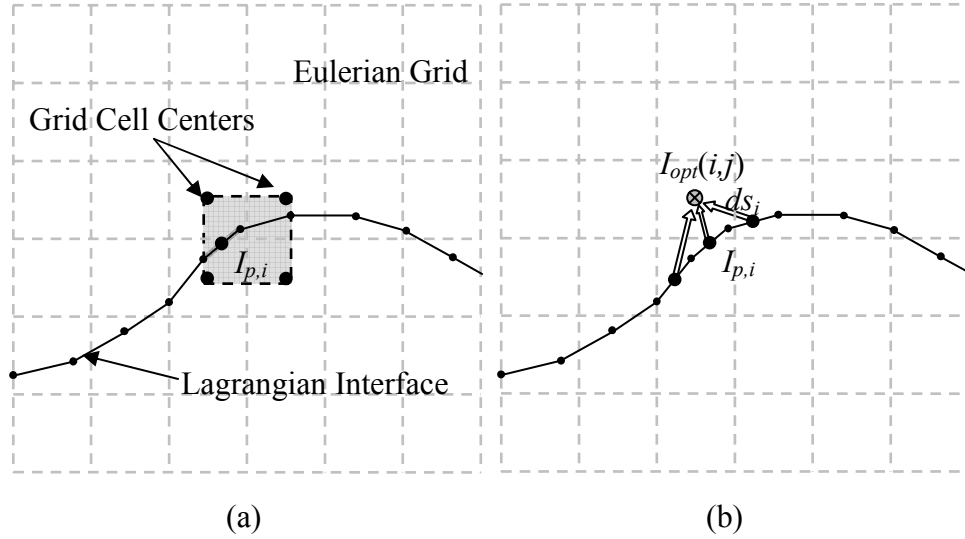 Eulerian Grid
Grid Cell Centers
I_{p,i}
Lagrangian Interface
(a)
I_{opt}(i,j)
ds_i
I_{p,i}
(b)